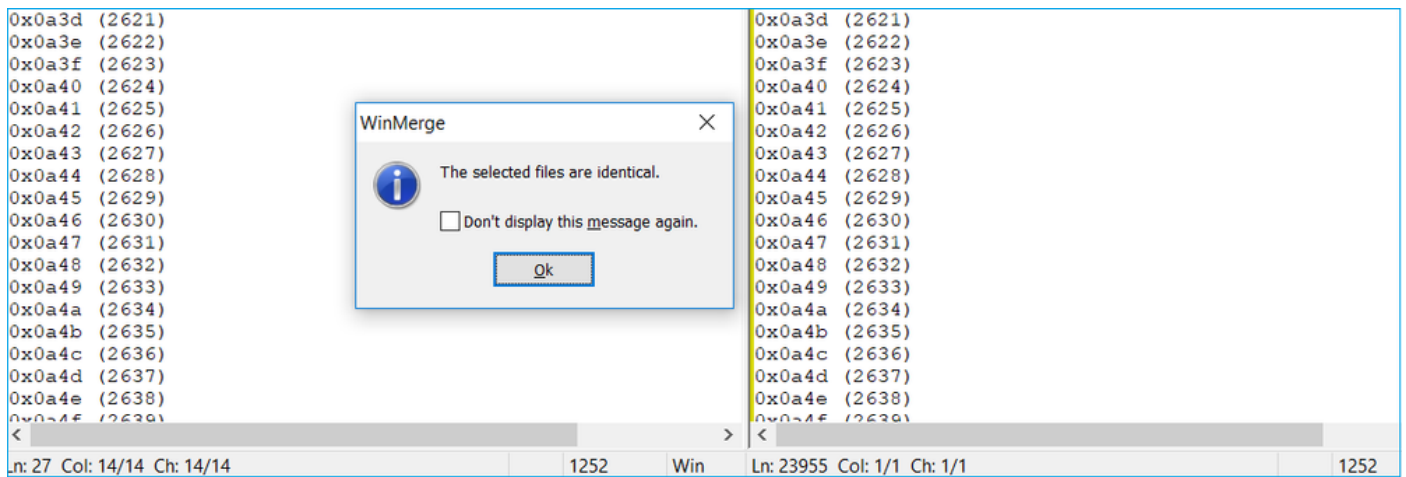 0x0a3d (2621)
0x0a3e (2622)
0x0a3f (2623)
0x0a40 (2624)
0x0a41 (2625)
0x0a42 (2626)
0x0a43 (2627)
0x0a44 (2628)
0x0a45 (2629)
0x0a46 (2630)
0x0a47 (2631)
0x0a48 (2632)
0x0a49 (2633)
0x0a4a (2634)
0x0a4b (2635)
0x0a4c (2636)
0x0a4d (2637)
0x0a4e (2638)
0x0a4f (2639)
WinMerge
The selected files are identical.
Don't display this message again.
Ok
0x0a3d (2621)
0x0a3e (2622)
0x0a3f (2623)
0x0a40 (2624)
0x0a41 (2625)
0x0a42 (2626)
0x0a43 (2627)
0x0a44 (2628)
0x0a45 (2629)
0x0a46 (2630)
0x0a47 (2631)
0x0a48 (2632)
0x0a49 (2633)
0x0a4a (2634)
0x0a4b (2635)
0x0a4c (2636)
0x0a4d (2637)
0x0a4e (2638)
0x0a4f (2639)
Ln: 27 Col: 14/14 Ch: 14/14 1252 Win
Ln: 23955 Col: 1/1 Ch: 1/1 1252